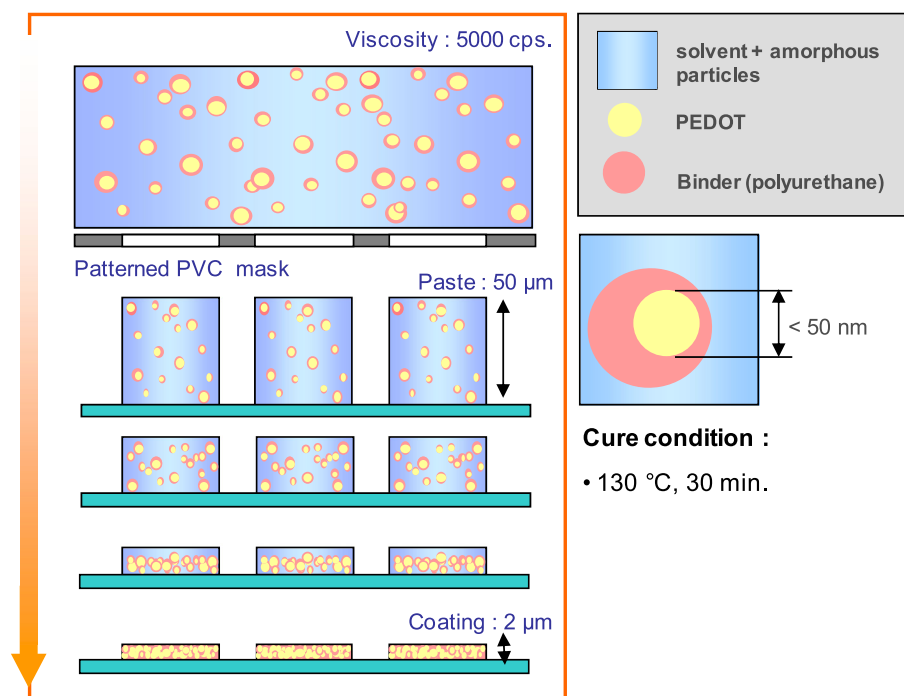 Viscosity : 5000 cps.
Patterned PVC mask
Paste : 50 µm
Coating : 2 µm
solvent + amorphous
particles
PEDOT
Binder (polyurethane)
< 50 nm
Cure condition :
• 130 °C, 30 min.